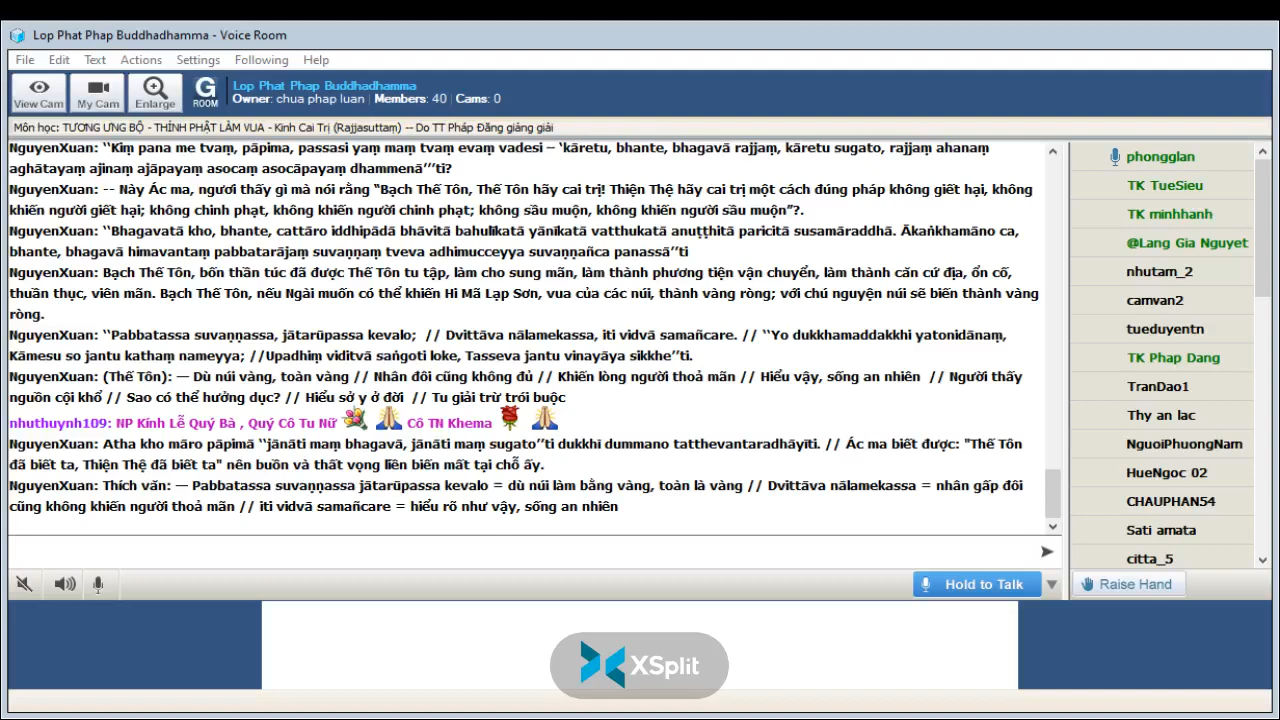 Lop Phat Phap Buddhadhamma - Voice Room
File Edit Text Actions Settings Following Help
View Cam My Cam Enlarge G ROOM
Lop Phat Phap Buddhadhamma
Owner: chua phap luan | Members: 40 | Cams: 0
Môn học: TƯƠNG ƯNG BỘ - THỈNH PHẬT LÀM VUA - Kinh Cai Trị (Rajjasuttaṃ) -- Do TT Pháp Đăng giảng giải
NguyenXuan: ‘‘Kiṃ pana me tvaṃ, pāpima, passasi yaṃ maṃ tvaṃ evaṃ vadesi – ‘kāretu, bhante, bhagavā rajjaṃ, kāretu sugato, rajjaṃ ahanaṃ
aghātayaṃ ajinaṃ ajāpayaṃ asocaṃ asocāpayaṃ dhammenā’’’ti?
NguyenXuan: -- Này Ác ma, ngươi thấy gì mà nói rằng “Bạch Thế Tôn, Thế Tôn hãy cai trị! Thiện Thệ hãy cai trị một cách đúng pháp không giết hại, không
khiến người giết hại; không chinh phạt, không khiến người chinh phạt; không sầu muộn, không khiến người sầu muộn”?.
NguyenXuan: ‘‘Bhagavatā kho, bhante, cattāro iddhipādā bhāvitā bahulīkatā yānīkatā vatthukatā anuṭṭhitā paricitā susamāraddhā. Ākaṅkhamāno ca,
bhante, bhagavā himavantaṃ pabbatarājaṃ suvaṇṇaṃ tveva adhimucceyya suvaṇṇañca panassā’’ti
NguyenXuan: Bạch Thế Tôn, bốn thần túc đã được Thế Tôn tu tập, làm cho sung mãn, làm thành phương tiện vận chuyển, làm thành căn cứ địa, ổn cố,
thuần thục, viên mãn. Bạch Thế Tôn, nếu Ngài muốn có thể khiến Hi Mã Lạp Sơn, vua của các núi, thành vàng ròng; với chú nguyện núi sẽ biến thành vàng
ròng.
NguyenXuan: ‘‘Pabbatassa suvaṇṇassa, jātarūpassa kevalo; // Dvittāva nālamekassa, iti vidvā samañcare. // ‘‘Yo dukkhamaddakkhi yatonidānaṃ,
Kāmesu so jantu kathaṃ nameyya; //Upadhiṃ viditvā saṅgoti loke, Tasseva jantu vinayāya sikkhe’’ti.
NguyenXuan: (Thế Tôn): — Dù núi vàng, toàn vàng // Nhân đôi cũng không đủ // Khiến lòng người thoả mãn // Hiểu vậy, sống an nhiên // Người thấy
nguồn cội khổ // Sao có thể hướng dục? // Hiểu sở y ở đời // Tu giải trừ trói buộc
nhuthuynh109: NP Kính Lễ Quý Bà , Quý Cô Tu Nữ Cô TN Khema
NguyenXuan: Atha kho māro pāpimā ‘‘jānāti maṃ bhagavā, jānāti maṃ sugato’’ti dukkhī dummano tatthevantaradhāyīti. // Ác ma biết được: "Thế Tôn
đã biết ta, Thiện Thệ đã biết ta" nên buồn và thất vọng liền biến mất tại chỗ ấy.
NguyenXuan: Thích văn: — Pabbatassa suvaṇṇassa jātarūpassa kevalo = dù núi làm bằng vàng, toàn là vàng // Dvittāva nālamekassa = nhân gấp đôi
cũng không khiến người thoả mãn // iti vidvā samañcare = hiểu rõ như vậy, sống an nhiên
phongglan
TK TueSieu
TK minhhanh
@Lang Gia Nguyet
nhutam_2
camvan2
tueduyentn
TK Phap Dang
TranDao1
Thy an lac
NguoiPhuongNam
HueNgoc 02
CHAUPHAN54
Sati amata
citta_5
Hold to Talk
Raise Hand
XSplit